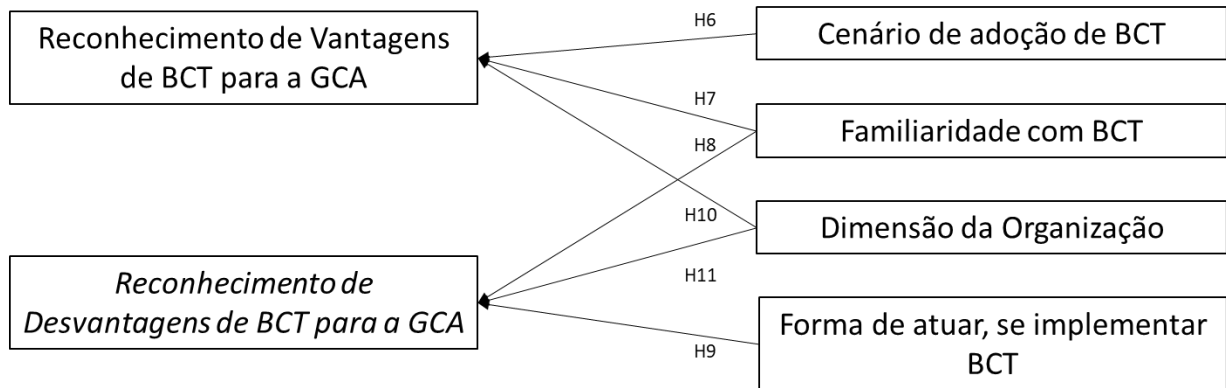 Reconhecimento de Vantagens
de BCT para a GCA
H6
Cenário de adoção de BCT
H7
Familiaridade com BCT
H8
H10
Dimensão da Organização
H11
Reconhecimento de
Desvantagens de BCT para a GCA
H9
Forma de atuar, se implementar
BCT